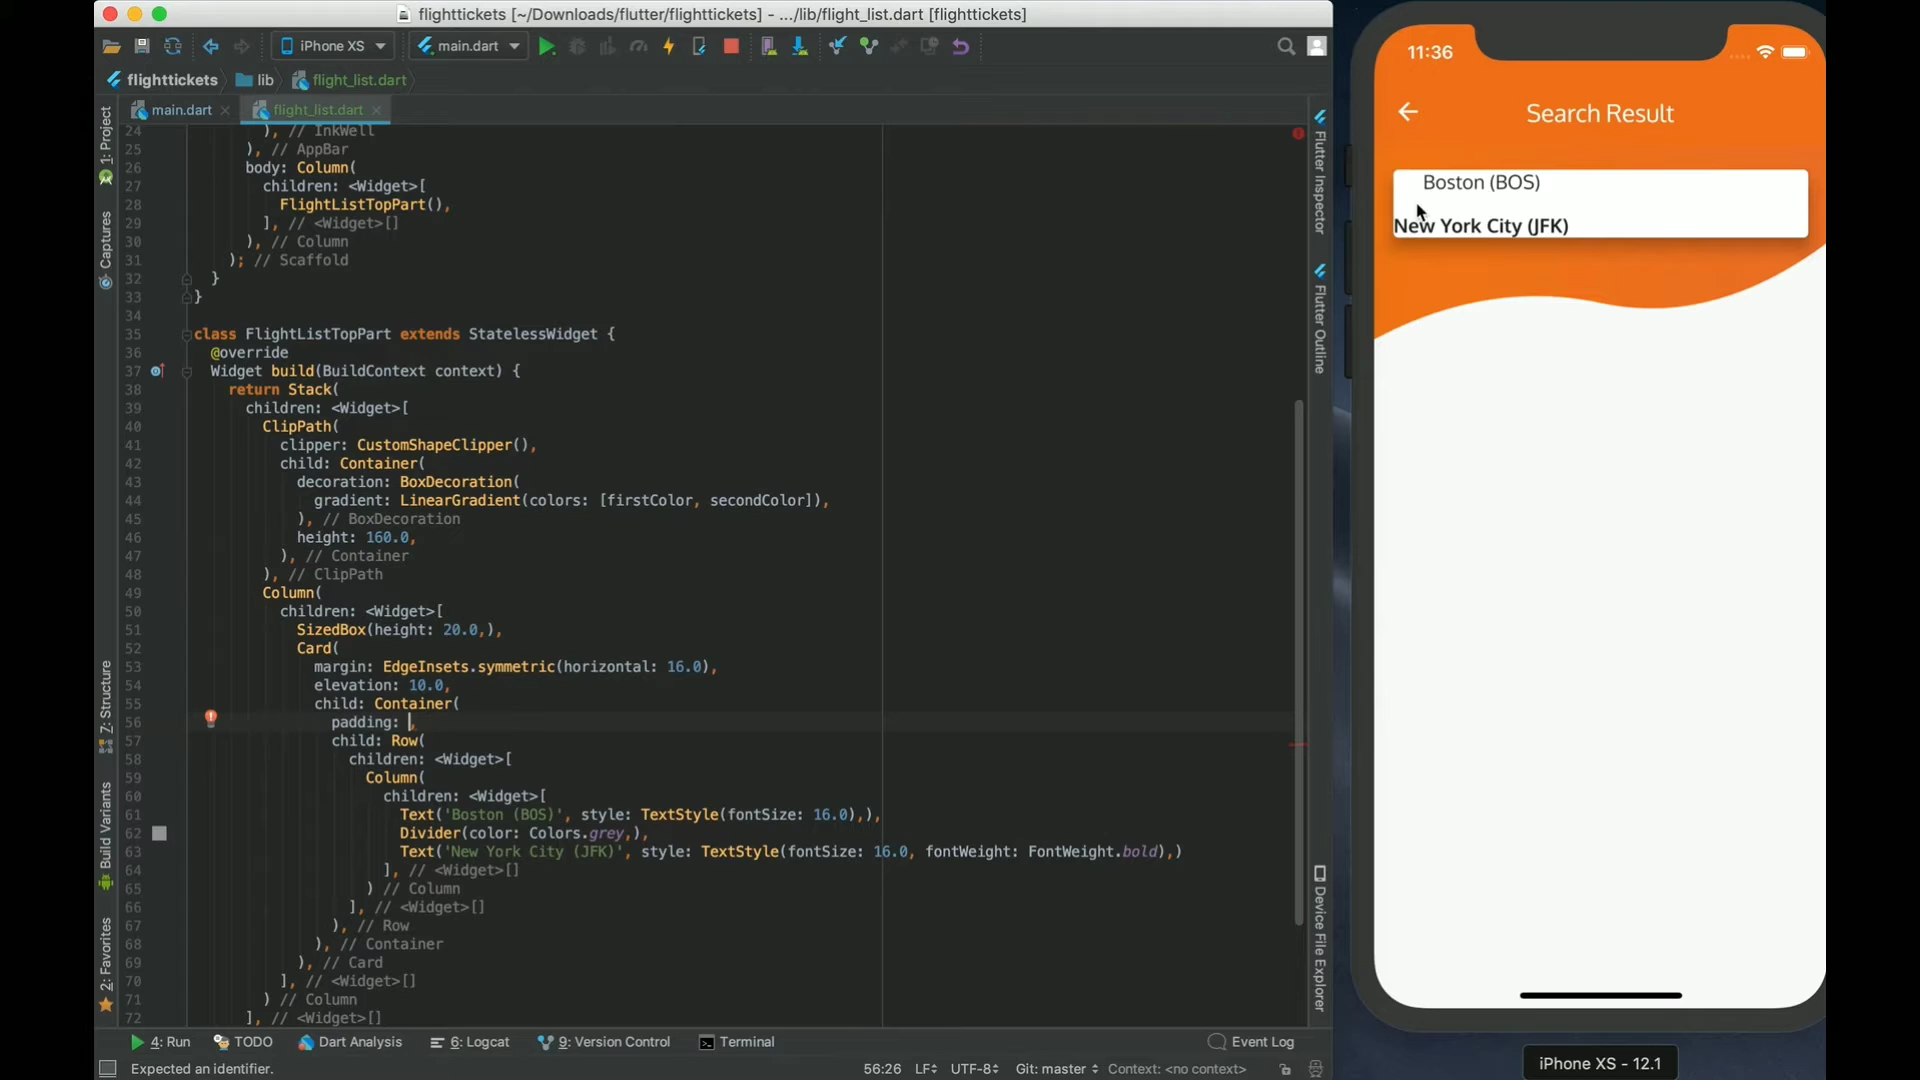 flighttickets [~/Downloads/flutter/flighttickets] - .../lib/flight_list.dart [flighttickets]
iPhone XS
main.dart
flighttickets
lib
flight_list.dart
main.dart
flight_list.dart
24 ), // InkWell
25 ), // AppBar
26 body: Column(
27 children: <Widget>[
28 FlightListTopPart(),
29 ], // <Widget>[]
30 ), // Column
31 ); // Scaffold
32 }
33 }
34
35 class FlightListTopPart extends StatelessWidget {
36 @override
37 Widget build(BuildContext context) {
38 return Stack(
39 children: <Widget>[
40 ClipPath(
41 clipper: CustomShapeClipper(),
42 child: Container(
43 decoration: BoxDecoration(
44 gradient: LinearGradient(colors: [firstColor, secondColor]),
45 ), // BoxDecoration
46 height: 160.0,
47 ), // Container
48 ), // ClipPath
49 Column(
50 children: <Widget>[
51 SizedBox(height: 20.0,),
52 Card(
53 margin: EdgeInsets.symmetric(horizontal: 16.0),
54 elevation: 10.0,
55 child: Container(
56 padding: ,
57 child: Row(
58 children: <Widget>[
59 Column(
60 children: <Widget>[
61 Text('Boston (BOS)', style: TextStyle(fontSize: 16.0),),
62 Divider(color: Colors.grey,),
63 Text('New York City (JFK)', style: TextStyle(fontSize: 16.0, fontWeight: FontWeight.bold),)
64 ], // <Widget>[]
65 ) // Column
66 ], // <Widget>[]
67 ), // Row
68 ), // Container
69 ), // Card
70 ], // <Widget>[]
71 ) // Column
72 ], // <Widget>[]
1: Project
Captures
7: Structure
Build Variants
2: Favorites
Flutter Inspector
Flutter Outline
Device File Explorer
4: Run
TODO
Dart Analysis
6: Logcat
9: Version Control
Terminal
Event Log
Expected an identifier.
56:26
LF
UTF-8
Git: master
Context: <no context>
11:36
Search Result
Boston (BOS)
New York City (JFK)
iPhone XS - 12.1